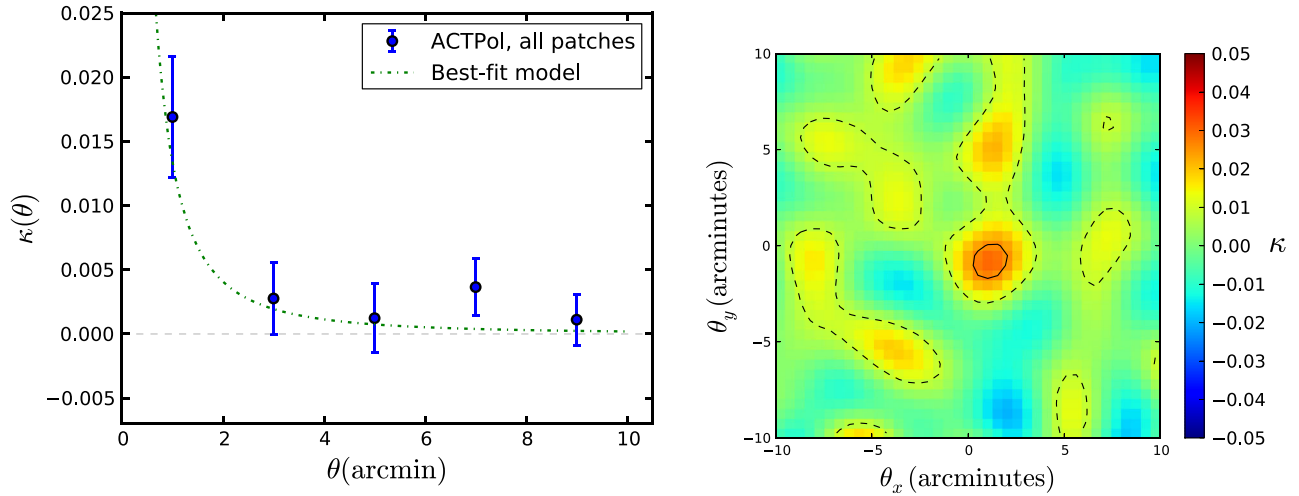 0.025
0.020
0.015
0.010
0.005
0.000
−0.005
κ(θ)
0 2 4 6 8 10
θ(arcmin)
ACTPol, all patches
Best-fit model
10
5
0
−5
−10
θy (arcminutes)
−10 −5 0 5 10
θx (arcminutes)
0.05
0.04
0.03
0.02
0.01
0.00
−0.01
−0.02
−0.03
−0.04
−0.05
κ